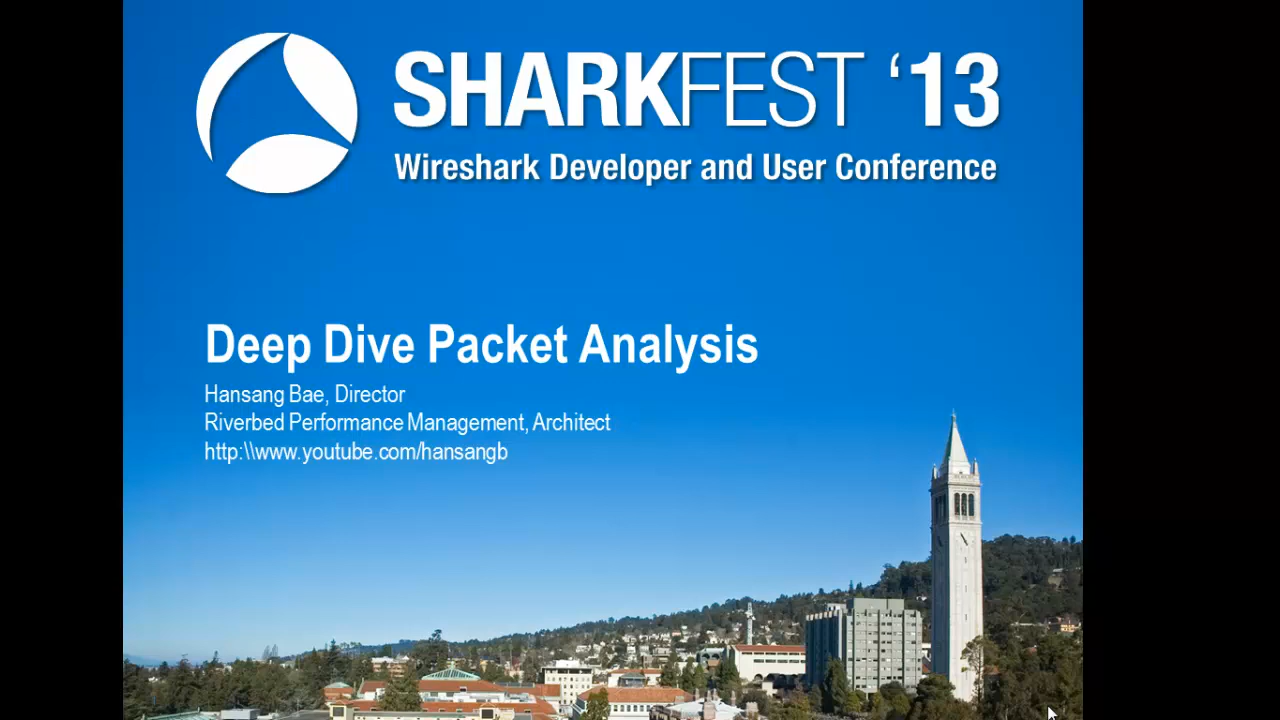 SHARKFEST ‘13
Wireshark Developer and User Conference
Deep Dive Packet Analysis
Hansang Bae, Director
Riverbed Performance Management, Architect
http:\\www.youtube.com/hansangb